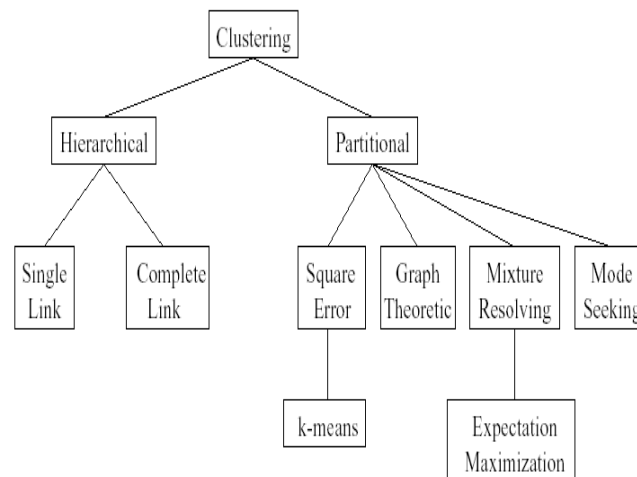 Clustering
Hierarchical
Partitional
Single
Link
Complete
Link
Square
Error
Graph
Theoretic
Mixture
Resolving
Mode
Seeking
k-means
Expectation
Maximization